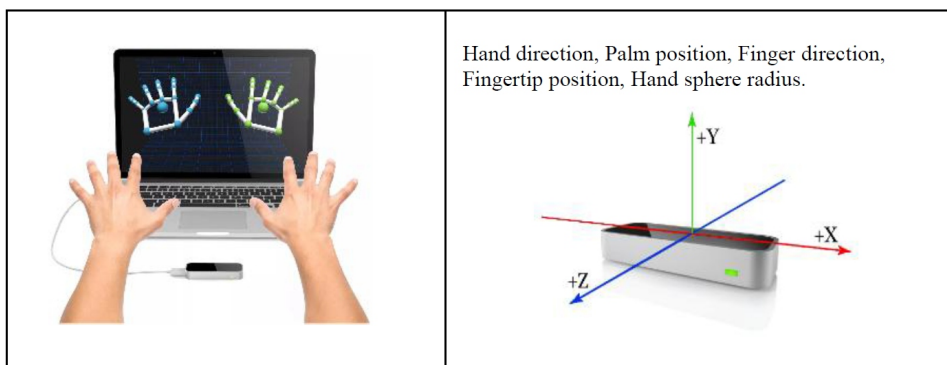 Hand direction, Palm position, Finger direction,
Fingertip position, Hand sphere radius.
+Y
+X
+Z